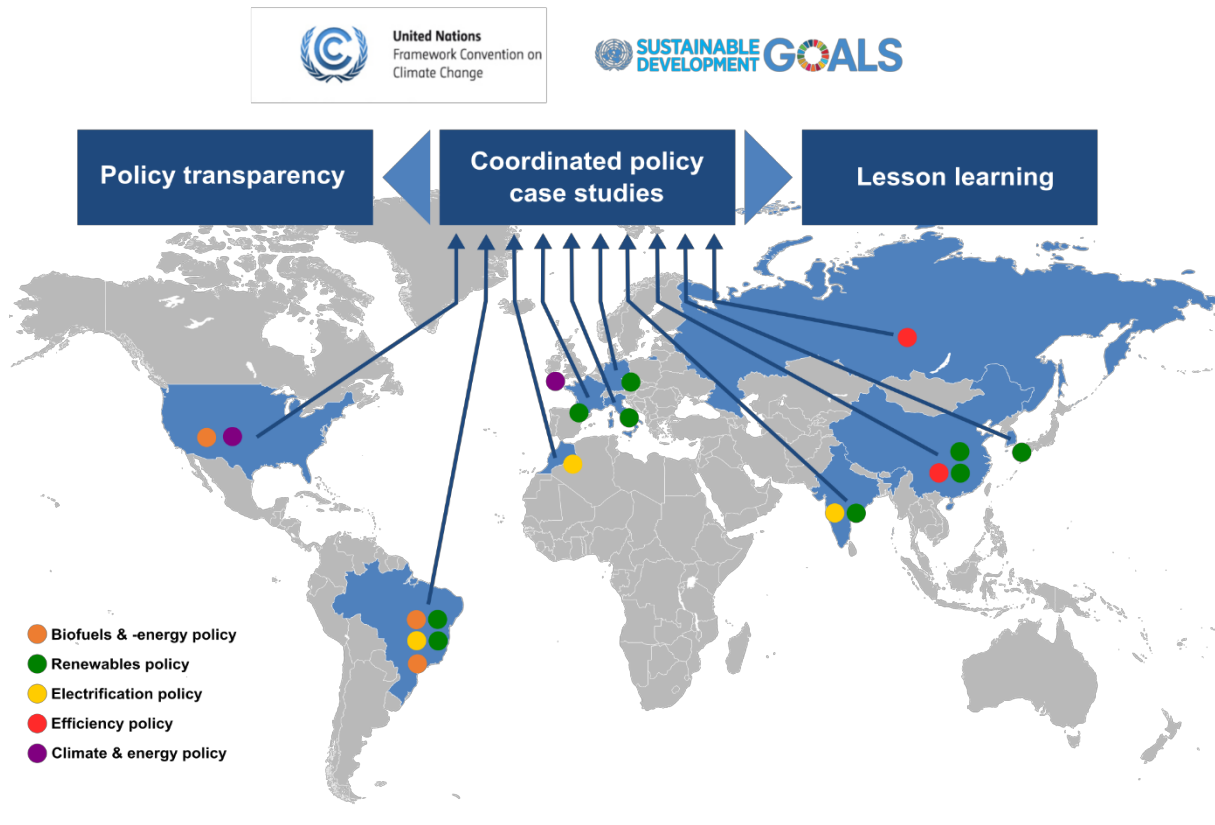 United Nations
Framework Convention on
Climate Change
SUSTAINABLE
DEVELOPMENT
GOALS
Policy transparency
Coordinated policy
case studies
Lesson learning
Biofuels & -energy policy
Renewables policy
Electrification policy
Efficiency policy
Climate & energy policy